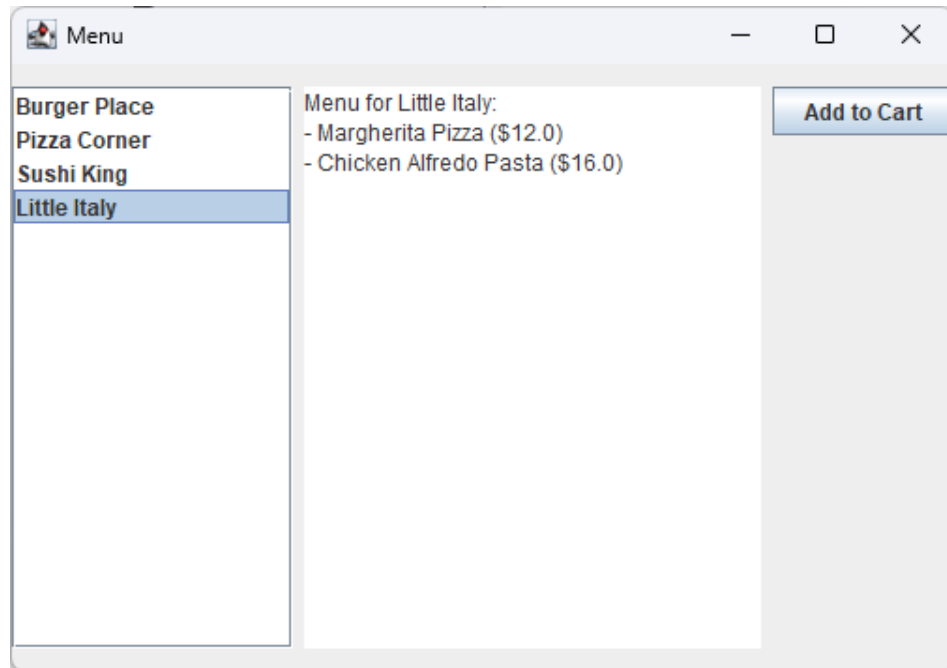 Menu
Burger Place
Pizza Corner
Sushi King
Little Italy
Menu for Little Italy:
- Margherita Pizza ($12.0)
- Chicken Alfredo Pasta ($16.0)
Add to Cart